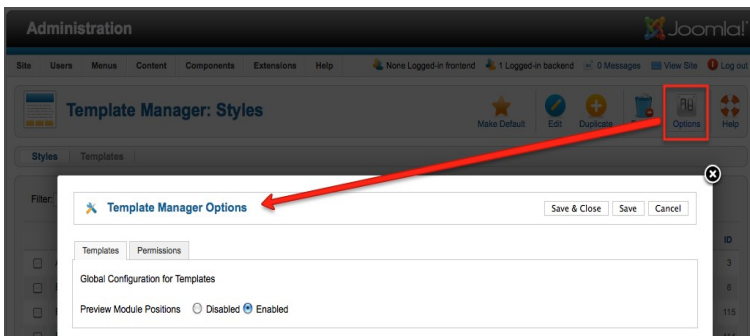 Administration
Joomla!
Site Users Menus Content Components Extensions Help None Logged-in frontend 1 Logged-in backend 0 Messages View Site Log out
Template Manager: Styles
Make Default Edit Duplicate Options Help
Styles Templates
Filter:
Template Manager Options
Save & Close Save Cancel
ID
Templates Permissions
3
Global Configuration for Templates
6
Preview Module Positions Disabled Enabled
115